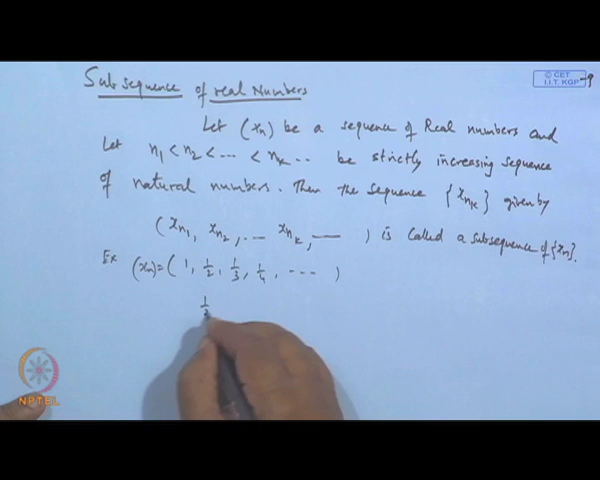 © CET
I.I.T. KGP
Subsequence of real Numbers
Let (xₙ) be a sequence of Real numbers and
Let n₁ < n₂ < --- < nₖ --- be strictly increasing sequence
of natural numbers. Then the sequence {xₙₖ} given by
(xₙ₁, xₙ₂, --- xₙₖ, —— ) is called a subsequence of {xₙ}.
Ex (xₙ) = ( 1, 1/2, 1/3, 1/4, --- )
NPTEL